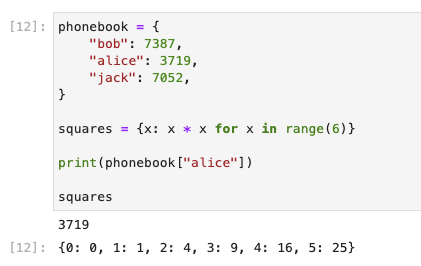 [12]: phonebook = {
    "bob": 7387,
    "alice": 3719,
    "jack": 7052,
}
squares = {x: x * x for x in range(6)}
print(phonebook["alice"])
squares
3719
[12]: {0: 0, 1: 1, 2: 4, 3: 9, 4: 16, 5: 25}